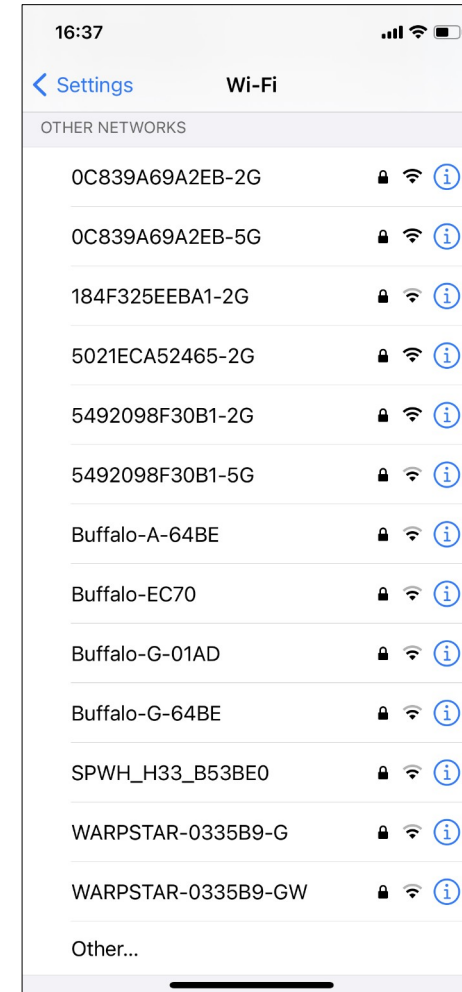 16:37
Settings Wi-Fi
OTHER NETWORKS
0C839A69A2EB-2G
0C839A69A2EB-5G
184F325EEBA1-2G
5021ECA52465-2G
5492098F30B1-2G
5492098F30B1-5G
Buffalo-A-64BE
Buffalo-EC70
Buffalo-G-01AD
Buffalo-G-64BE
SPWH_H33_B53BE0
WARPSTAR-0335B9-G
WARPSTAR-0335B9-GW
Other...